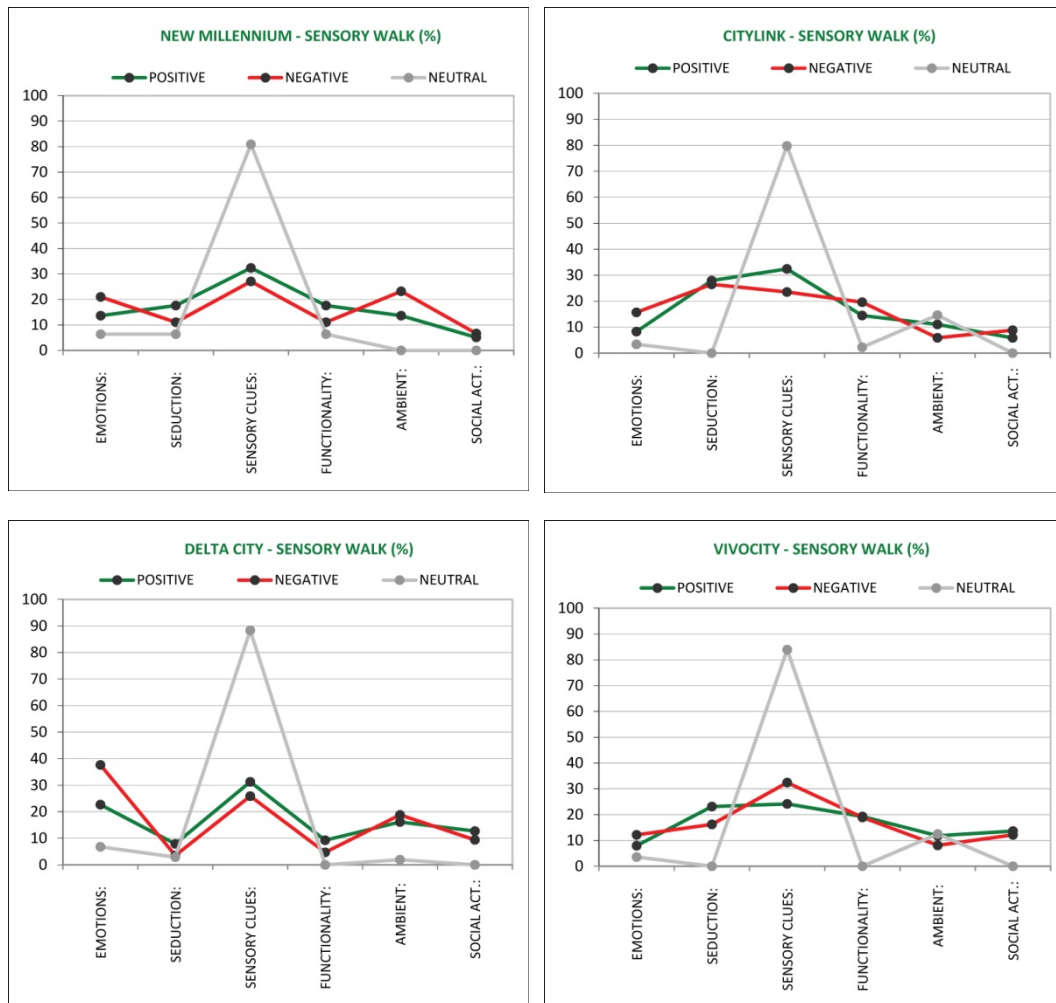 NEW MILLENNIUM - SENSORY WALK (%)
POSITIVE NEGATIVE NEUTRAL
100
90
80
70
60
50
40
30
20
10
0
EMOTIONS:
SEDUCTION:
SENSORY CLUES:
FUNCTIONALITY:
AMBIENT:
SOCIAL ACT.:
CITYLINK - SENSORY WALK (%)
POSITIVE NEGATIVE NEUTRAL
100
90
80
70
60
50
40
30
20
10
0
EMOTIONS:
SEDUCTION:
SENSORY CLUES:
FUNCTIONALITY:
AMBIENT:
SOCIAL ACT.:
DELTA CITY - SENSORY WALK (%)
POSITIVE NEGATIVE NEUTRAL
100
90
80
70
60
50
40
30
20
10
0
EMOTIONS:
SEDUCTION:
SENSORY CLUES:
FUNCTIONALITY:
AMBIENT:
SOCIAL ACT.:
VIVOCITY - SENSORY WALK (%)
POSITIVE NEGATIVE NEUTRAL
100
90
80
70
60
50
40
30
20
10
0
EMOTIONS:
SEDUCTION:
SENSORY CLUES:
FUNCTIONALITY:
AMBIENT:
SOCIAL ACT.: